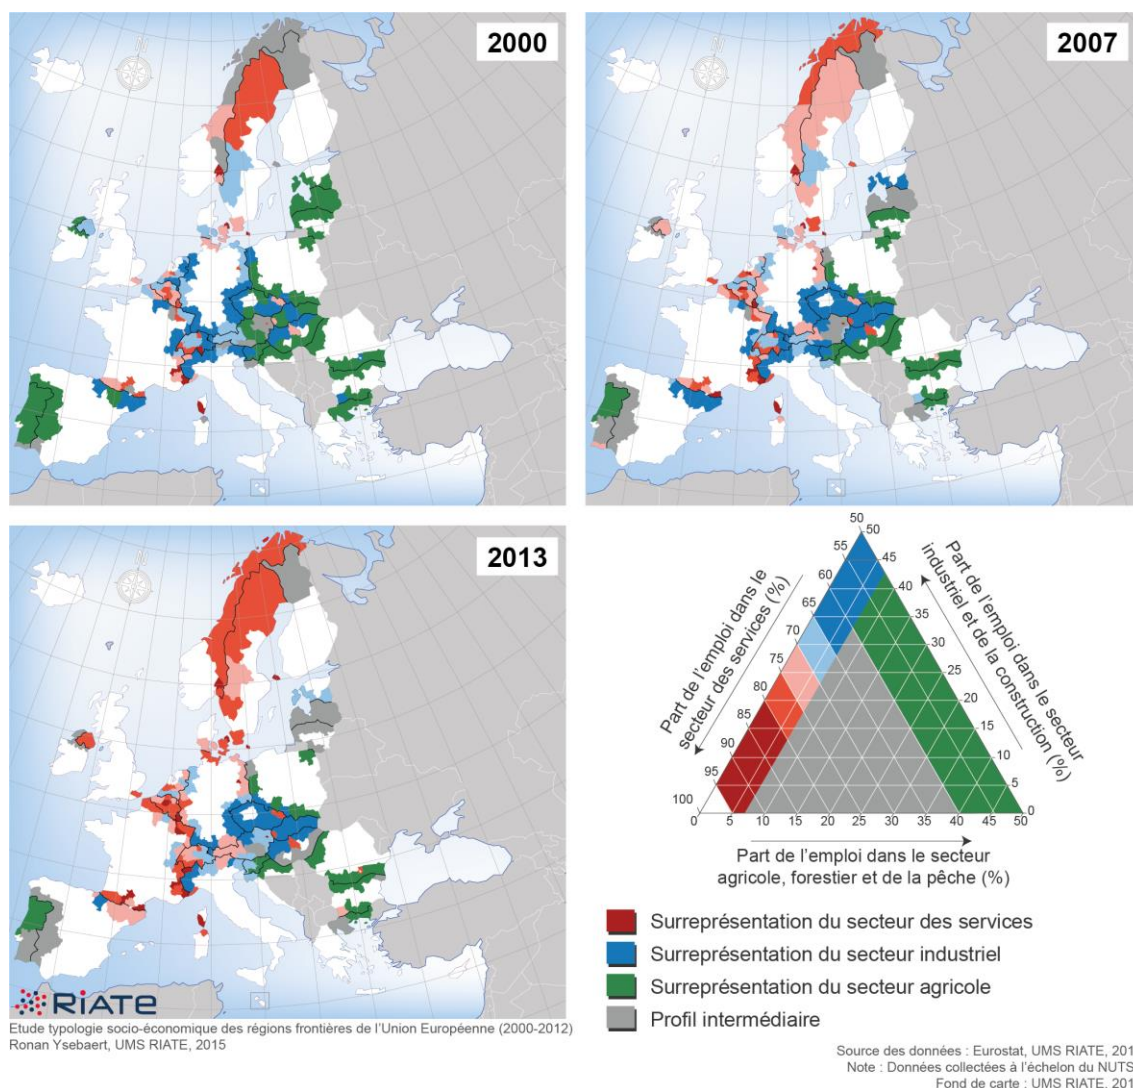 2000
2007
2013
Part de l'emploi dans le
secteur des services (%)
Part de l'emploi dans le secteur
industriel et de la construction (%)
50
55
60
65
70
75
80
85
90
95
100
50
45
40
35
30
25
20
15
10
5
0
0
5
10
15
20
25
30
35
40
45
50
Part de l'emploi dans le secteur
agricole, forestier et de la pêche (%)
Surreprésentation du secteur des services
Surreprésentation du secteur industriel
Surreprésentation du secteur agricole
Profil intermédiaire
RIATE
Etude typologie socio-économique des régions frontières de l'Union Européenne (2000-2012)
Ronan Ysebaert, UMS RIATE, 2015
Source des données : Eurostat, UMS RIATE, 201
Note : Données collectées à l'échelon du NUTS
Fond de carte : UMS RIATE, 201